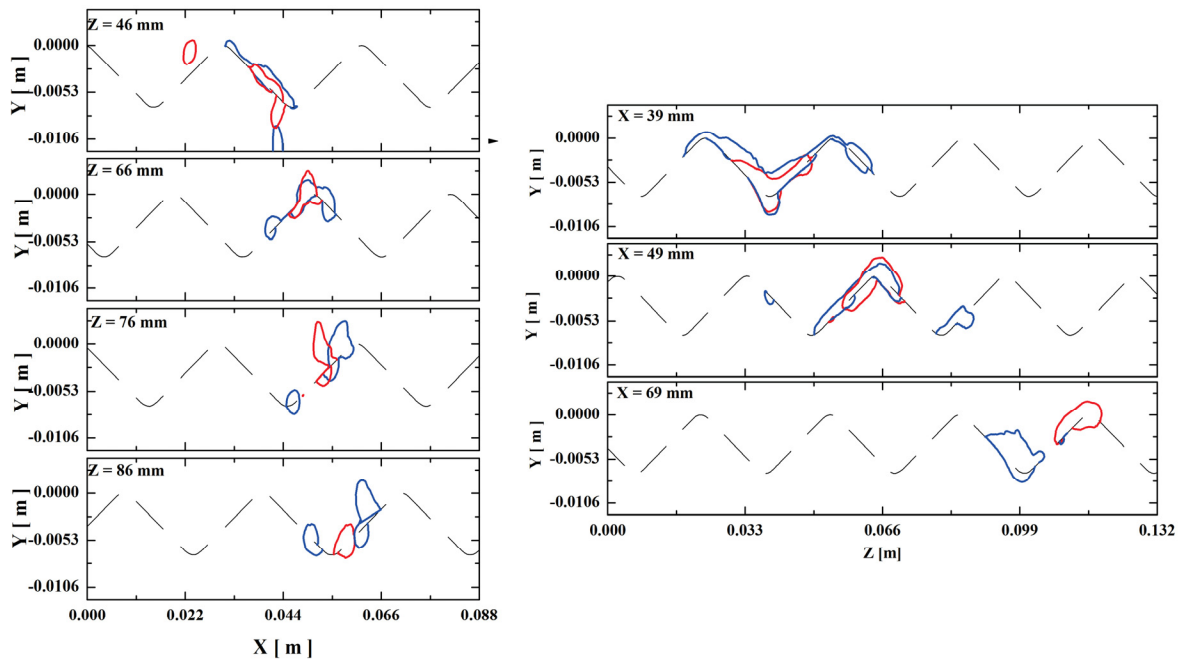 Z = 46 mm
0.0000
-0.0053
-0.0106
Y [ m ]
Z = 66 mm
0.0000
-0.0053
-0.0106
Y [ m ]
Z = 76 mm
0.0000
-0.0053
-0.0106
Y [ m ]
Z = 86 mm
0.0000
-0.0053
-0.0106
Y [ m ]
0.000
0.022
0.044
0.066
0.088
X [ m ]
X = 39 mm
0.0000
-0.0053
-0.0106
Y [ m ]
X = 49 mm
0.0000
-0.0053
-0.0106
Y [ m ]
X = 69 mm
0.0000
-0.0053
-0.0106
Y [ m ]
0.000
0.033
0.066
0.099
0.132
Z [m]